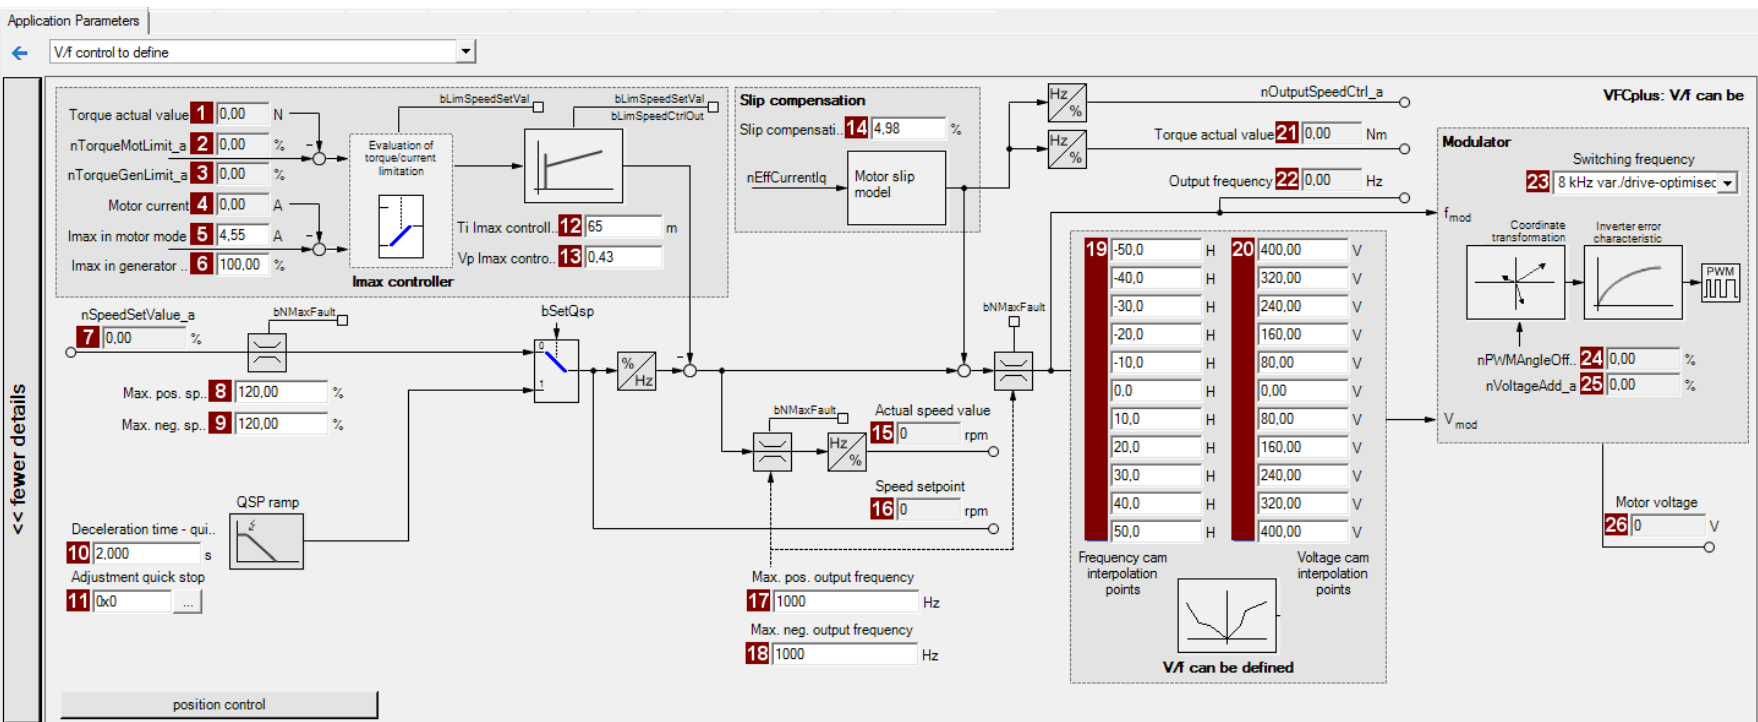 Application Parameters
V/f control to define
<< fewer details
Torque actual value 1 0,00 N
nTorqueMotLimit_a 2 0,00 %
nTorqueGenLimit_a 3 0,00 %
Motor current 4 0,00 A
Imax in motor mode 5 4,55 A
Imax in generator .. 6 100,00 %
bLimSpeedSetVal
Evaluation of
torque/current
limitation
bLimSpeedSetVal
bLimSpeedCtrlOut
Ti Imax controll.. 12 65 m
Vp Imax contro.. 13 0,43
Imax controller
Slip compensation
Slip compensati.. 14 4,98 %
nEffCurrentIq
Motor slip
model
Hz
%
Hz
%
nOutputSpeedCtrl_a
Torque actual value 21 0,00 Nm
Output frequency 22 0,00 Hz
VFCplus: V/f can be
Modulator
Switching frequency
23 8 kHz var./drive-optimised
fmod
Coordinate
transformation
Inverter error
characteristic
PWM
nPWMAngleOff.. 24 0,00 %
nVoltageAdd_a 25 0,00 %
Vmod
Motor voltage
26 0 V
nSpeedSetValue_a
7 0,00 %
bNMaxFault
Max. pos. sp.. 8 120,00 %
Max. neg. sp.. 9 120,00 %
bSetQsp
0
1
%
Hz
bNMaxFault
bNMaxFault
Hz
%
Actual speed value
15 0 rpm
Speed setpoint
16 0 rpm
QSP ramp
Deceleration time - qui..
10 2,000 s
Adjustment quick stop
11 0x0 ...
Max. pos. output frequency
17 1000 Hz
Max. neg. output frequency
18 1000 Hz
19 -50,0 H 20 400,00 V
-40,0 H 320,00 V
-30,0 H 240,00 V
-20,0 H 160,00 V
-10,0 H 80,00 V
0,0 H 0,00 V
10,0 H 80,00 V
20,0 H 160,00 V
30,0 H 240,00 V
40,0 H 320,00 V
50,0 H 400,00 V
Frequency cam
interpolation
points
Voltage cam
interpolation
points
V/f can be defined
position control